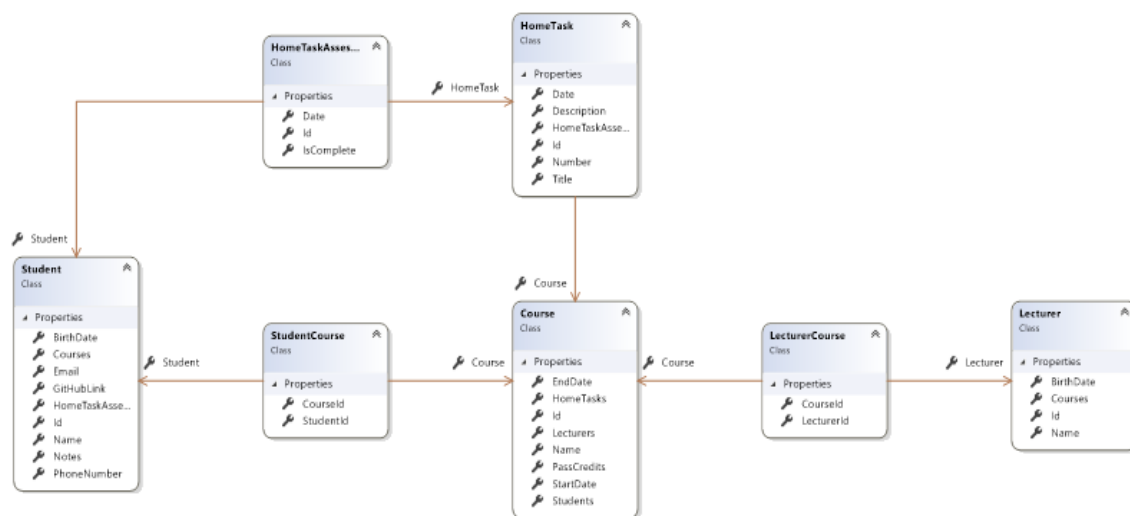 HomeTask
Class
Properties
Date
Description
HomeTaskAsse...
Id
Number
Title
HomeTaskAsses...
Class
Properties
Date
Id
IsComplete
HomeTask
Student
Course
Student
Class
Properties
BirthDate
Courses
Email
GitHubLink
HomeTaskAsse...
Id
Name
Notes
PhoneNumber
Student
StudentCourse
Class
Properties
CourseId
StudentId
Course
Course
Class
Properties
EndDate
HomeTasks
Id
Lecturers
Name
PassCredits
StartDate
Students
Course
LecturerCourse
Class
Properties
CourseId
LecturerId
Lecturer
Lecturer
Class
Properties
BirthDate
Courses
Id
Name